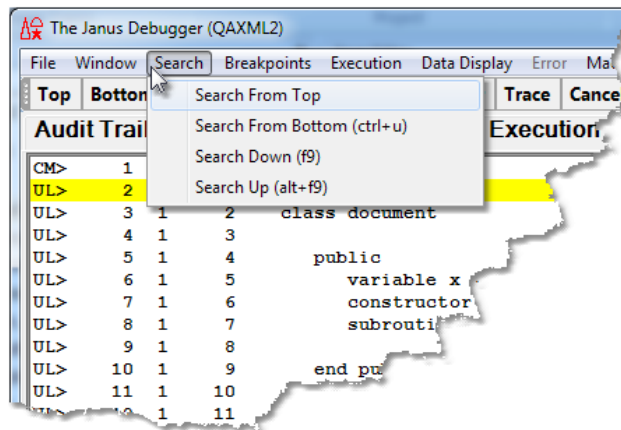 The Janus Debugger (QAXML2)
File Window Search Breakpoints Execution Data Display Error
Top Trace
Search From Top
Search From Bottom (ctrl+u)
Search Down (f9)
Search Up (alt+f9)
Audit Trail Execution
CM> 1
UL> 2
UL> 3 1 2 class document
UL> 4 1 3
UL> 5 1 4 public
UL> 6 1 5 variable x
UL> 7 1 6 constructor
UL> 8 1 7
UL> 9 1 8
UL> 10 1 9 end
UL> 11 1 10
1 11